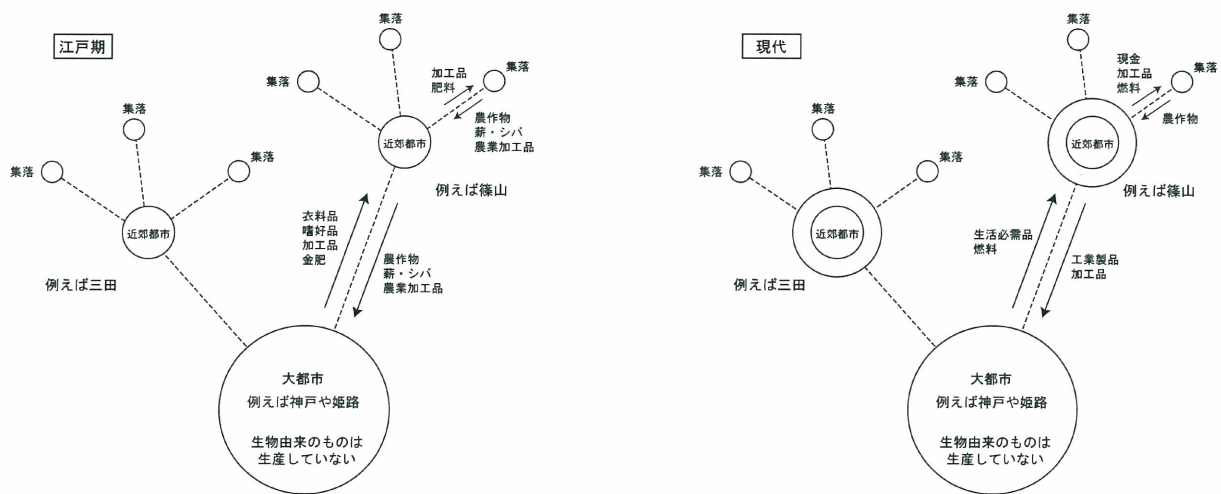 江戸期
集落
集落
集落
加工品
肥料
農作物
薪・シバ
農業加工品
近郊都市
例えば篠山
集落
集落
集落
近郊都市
例えば三田
衣料品
嗜好品
加工品
金肥
農作物
薪・シバ
農業加工品
大都市
例えば神戸や姫路
生物由来のものは
生産していない
現代
集落
集落
集落
現金
加工品
燃料
農作物
近郊都市
例えば篠山
集落
集落
集落
近郊都市
例えば三田
生活必需品
燃料
工業製品
加工品
大都市
例えば神戸や姫路
生物由来のものは
生産していない